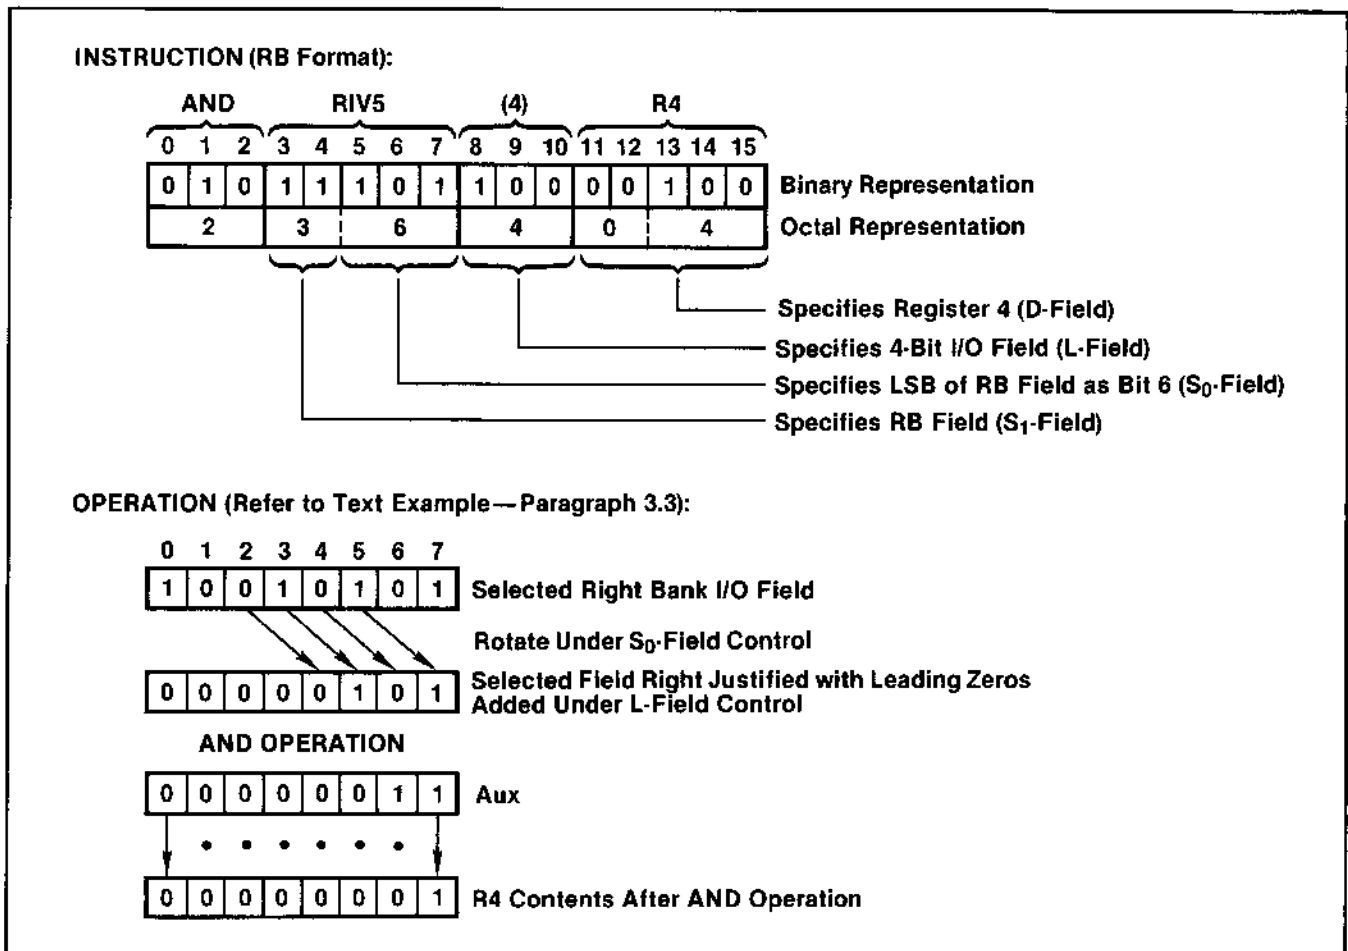 INSTRUCTION (RB Format):
AND RIV5 (4) R4
0 1 2 3 4 5 6 7 8 9 10 11 12 13 14 15
0 1 0 1 1 1 0 1 1 0 0 0 0 1 0 0 Binary Representation
2 3 6 4 0 4 Octal Representation
Specifies Register 4 (D-Field)
Specifies 4-Bit I/O Field (L-Field)
Specifies LSB of RB Field as Bit 6 (S0-Field)
Specifies RB Field (S1-Field)
OPERATION (Refer to Text Example—Paragraph 3.3):
0 1 2 3 4 5 6 7
1 0 0 1 0 1 0 1 Selected Right Bank I/O Field
Rotate Under S0-Field Control
0 0 0 0 0 1 0 1 Selected Field Right Justified with Leading Zeros
Added Under L-Field Control
AND OPERATION
0 0 0 0 0 0 1 1 Aux
0 0 0 0 0 0 0 1 R4 Contents After AND Operation